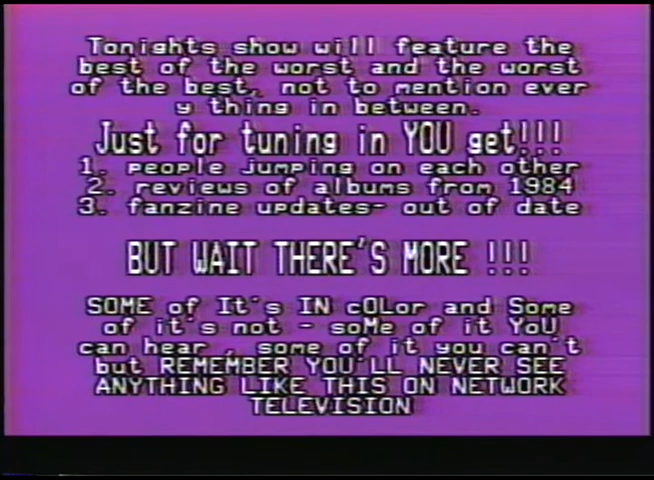 Tonights show will feature the
best of the worst and the worst
of the best, not to mention ever
y thing in between.
Just for tuning in YOU get!!!
1. people jumping on each other
2. reviews of albums from 1984
3. fanzine updates- out of date
BUT WAIT THERE'S MORE !!!
SOME of It's IN cOLor and Some
of it's not - soMe of it YoU
can hear , some of it you can't
but REMEMBER YOU'LL NEVER SEE
ANYTHING LIKE THIS ON NETWORK
TELEVISION